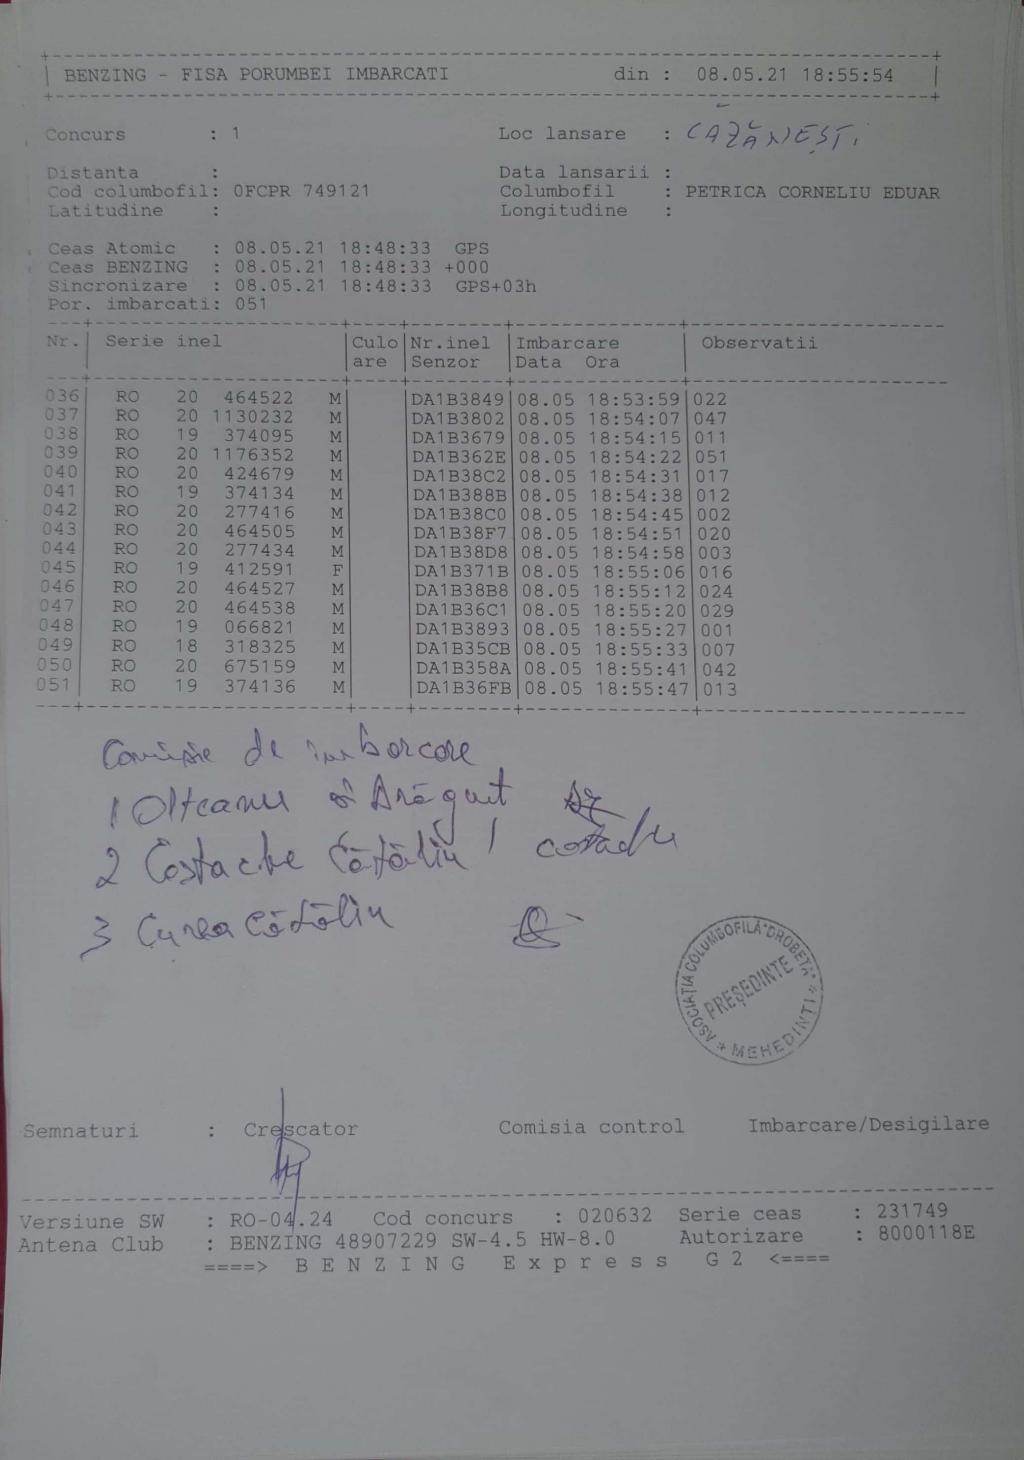 BENZING - FISA PORUMBEI IMBARCATI din : 08.05.21 18:55:54
Concurs : 1 Loc lansare : CAZĂNEȘTI
Distanta : Data lansarii :
Cod columbofil: 0FCPR 749121 Columbofil : PETRICA CORNELIU EDUAR
Latitudine : Longitudine :
Ceas Atomic : 08.05.21 18:48:33 GPS
Ceas BENZING : 08.05.21 18:48:33 +000
Sincronizare : 08.05.21 18:48:33 GPS+03h
Por. imbarcati: 051
Nr. Serie inel Culo Nr.inel Imbarcare Observatii
are Senzor Data Ora
036 RO 20 464522 M DA1B3849 08.05 18:53:59 022
037 RO 20 1130232 M DA1B3802 08.05 18:54:07 047
038 RO 19 374095 M DA1B3679 08.05 18:54:15 011
039 RO 20 1176352 M DA1B362E 08.05 18:54:22 051
040 RO 20 424679 M DA1B38C2 08.05 18:54:31 017
041 RO 19 374134 M DA1B388B 08.05 18:54:38 012
042 RO 20 277416 M DA1B38C0 08.05 18:54:45 002
043 RO 20 464505 M DA1B38F7 08.05 18:54:51 020
044 RO 20 277434 M DA1B38D8 08.05 18:54:58 003
045 RO 19 412591 F DA1B371B 08.05 18:55:06 016
046 RO 20 464527 M DA1B38B8 08.05 18:55:12 024
047 RO 20 464538 M DA1B36C1 08.05 18:55:20 029
048 RO 19 066821 M DA1B3893 08.05 18:55:27 001
049 RO 18 318325 M DA1B35CB 08.05 18:55:33 007
050 RO 20 675159 M DA1B358A 08.05 18:55:41 042
051 RO 19 374136 M DA1B36FB 08.05 18:55:47 013
Comisie de imbarcare
1 Olteanu Drăguț
2 Costache Cătălin
3 Curea Cătălin
ASOCIAȚIA COLUMBOFILĂ "DROBETA"
PREȘEDINTE
* MEHEDINȚI *
Semnaturi : Crescator Comisia control Imbarcare/Desigilare
Versiune SW : RO-04.24 Cod concurs : 020632 Serie ceas : 231749
Antena Club : BENZING 48907229 SW-4.5 HW-8.0 Autorizare : 8000118E
====> B E N Z I N G E x p r e s s G 2 <====